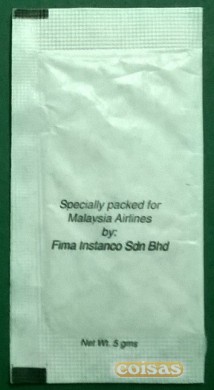 Specially packed for
Malaysia Airlines
by:
Fima Instanco Sdn Bhd
Net Wt. 5 gms
coisas